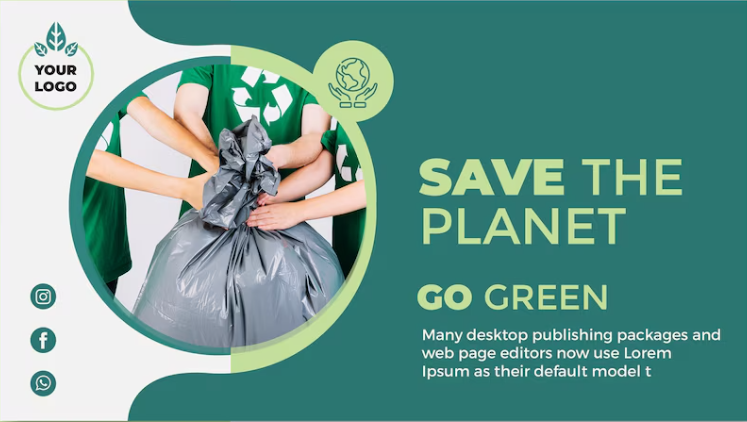 YOUR
LOGO
SAVE THE
PLANET
GO GREEN
Many desktop publishing packages and
web page editors now use Lorem
Ipsum as their default model t